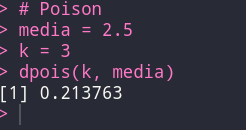 > # Poison
> media = 2.5
> k = 3
> dpois(k, media)
[1] 0.213763
>